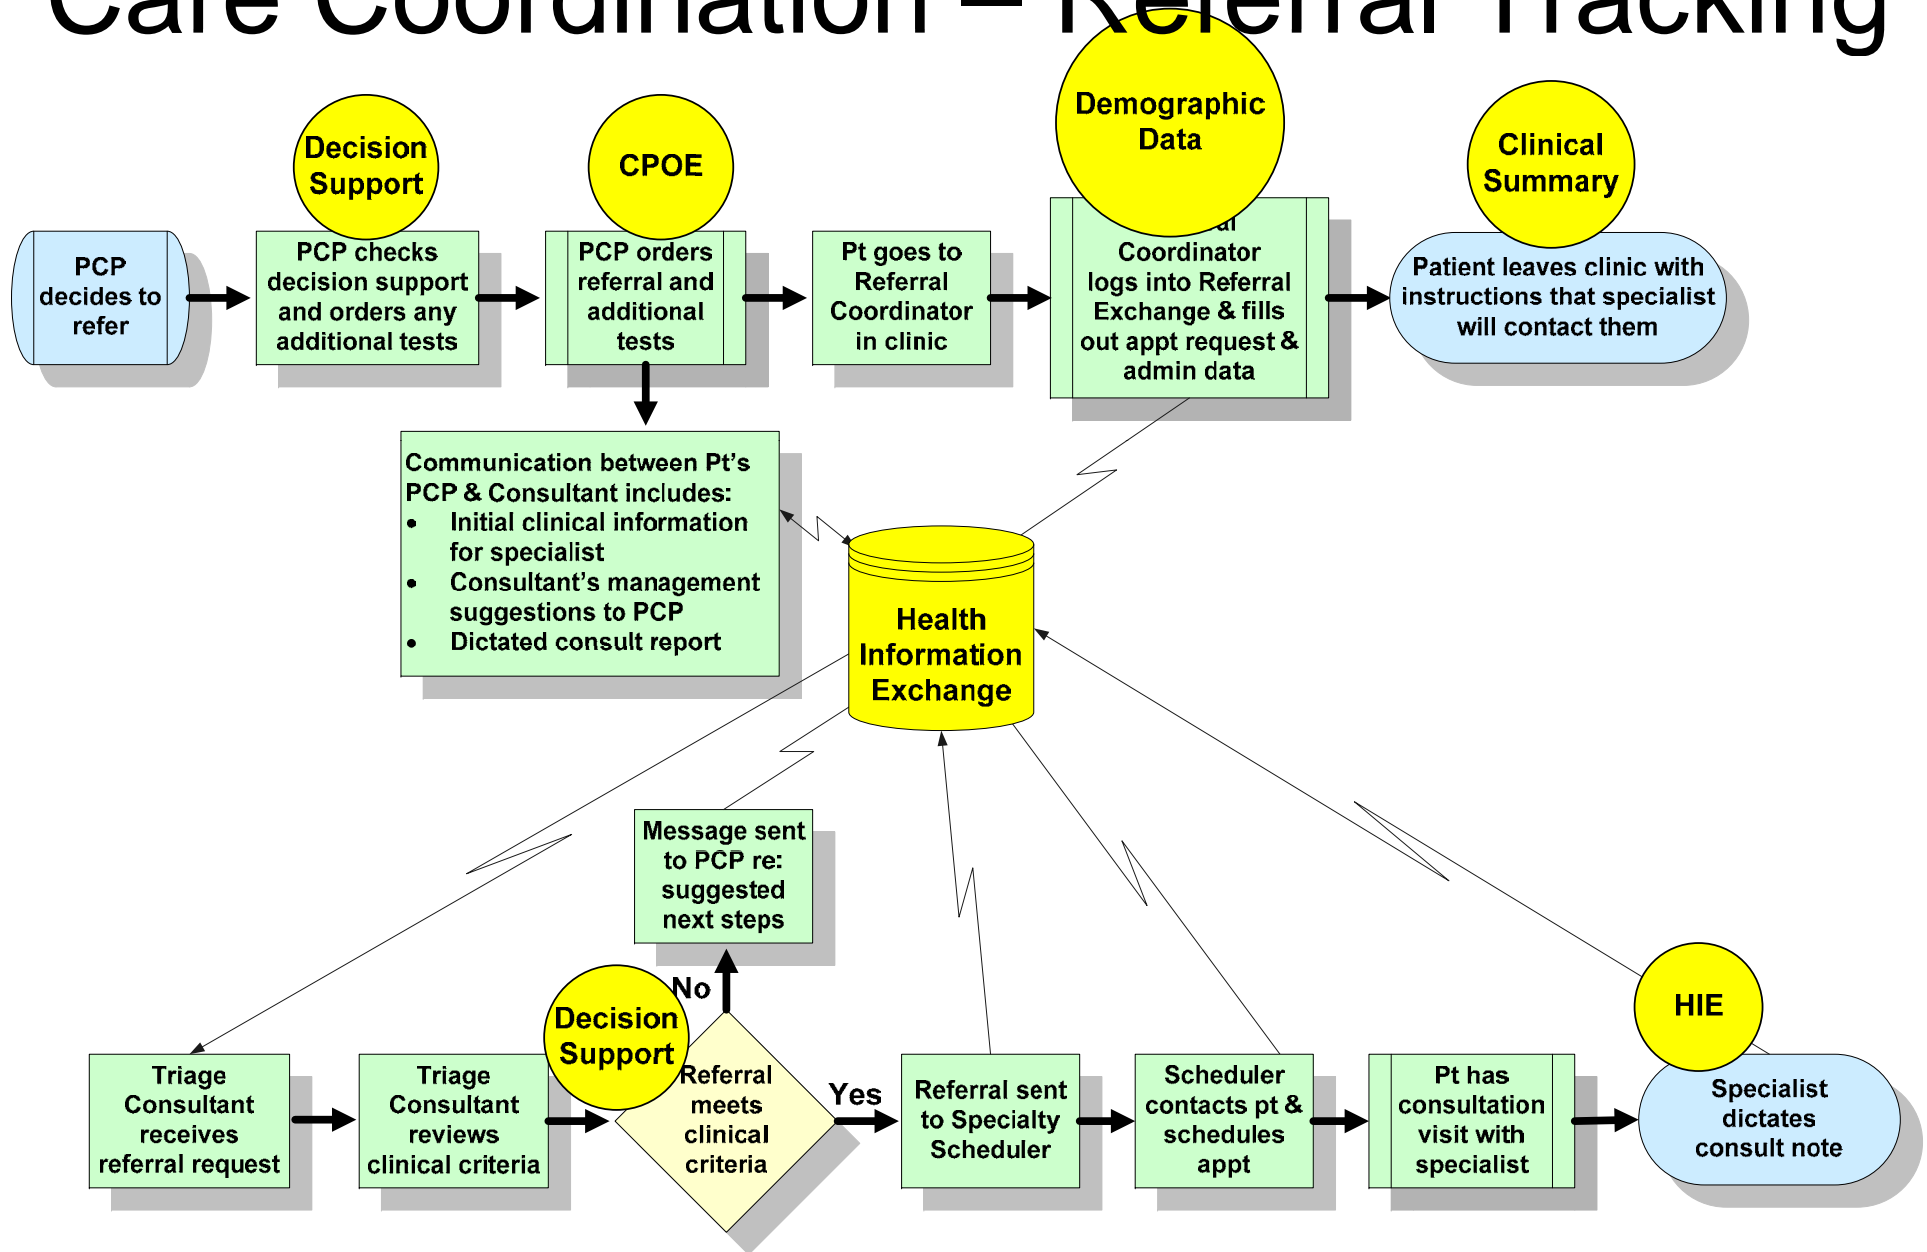 Care Coordination – Referral Tracking
Decision
Support
CPOE
Demographic
Data
Clinical
Summary
PCP
decides to
refer
PCP checks
decision support
and orders any
additional tests
PCP orders
referral and
additional
tests
Pt goes to
Referral
Coordinator
in clinic
Coordinator
logs into Referral
Exchange & fills
out appt request &
admin data
Patient leaves clinic with
instructions that specialist
will contact them
Communication between Pt's
PCP & Consultant includes:
• Initial clinical information
for specialist
• Consultant's management
suggestions to PCP
• Dictated consult report
Health
Information
Exchange
Message sent
to PCP re:
suggested
next steps
No
Decision
Support
HIE
Triage
Consultant
receives
referral request
Triage
Consultant
reviews
clinical criteria
Referral
meets
clinical
criteria
Yes
Referral sent
to Specialty
Scheduler
Scheduler
contacts pt &
schedules
appt
Pt has
consultation
visit with
specialist
Specialist
dictates
consult note